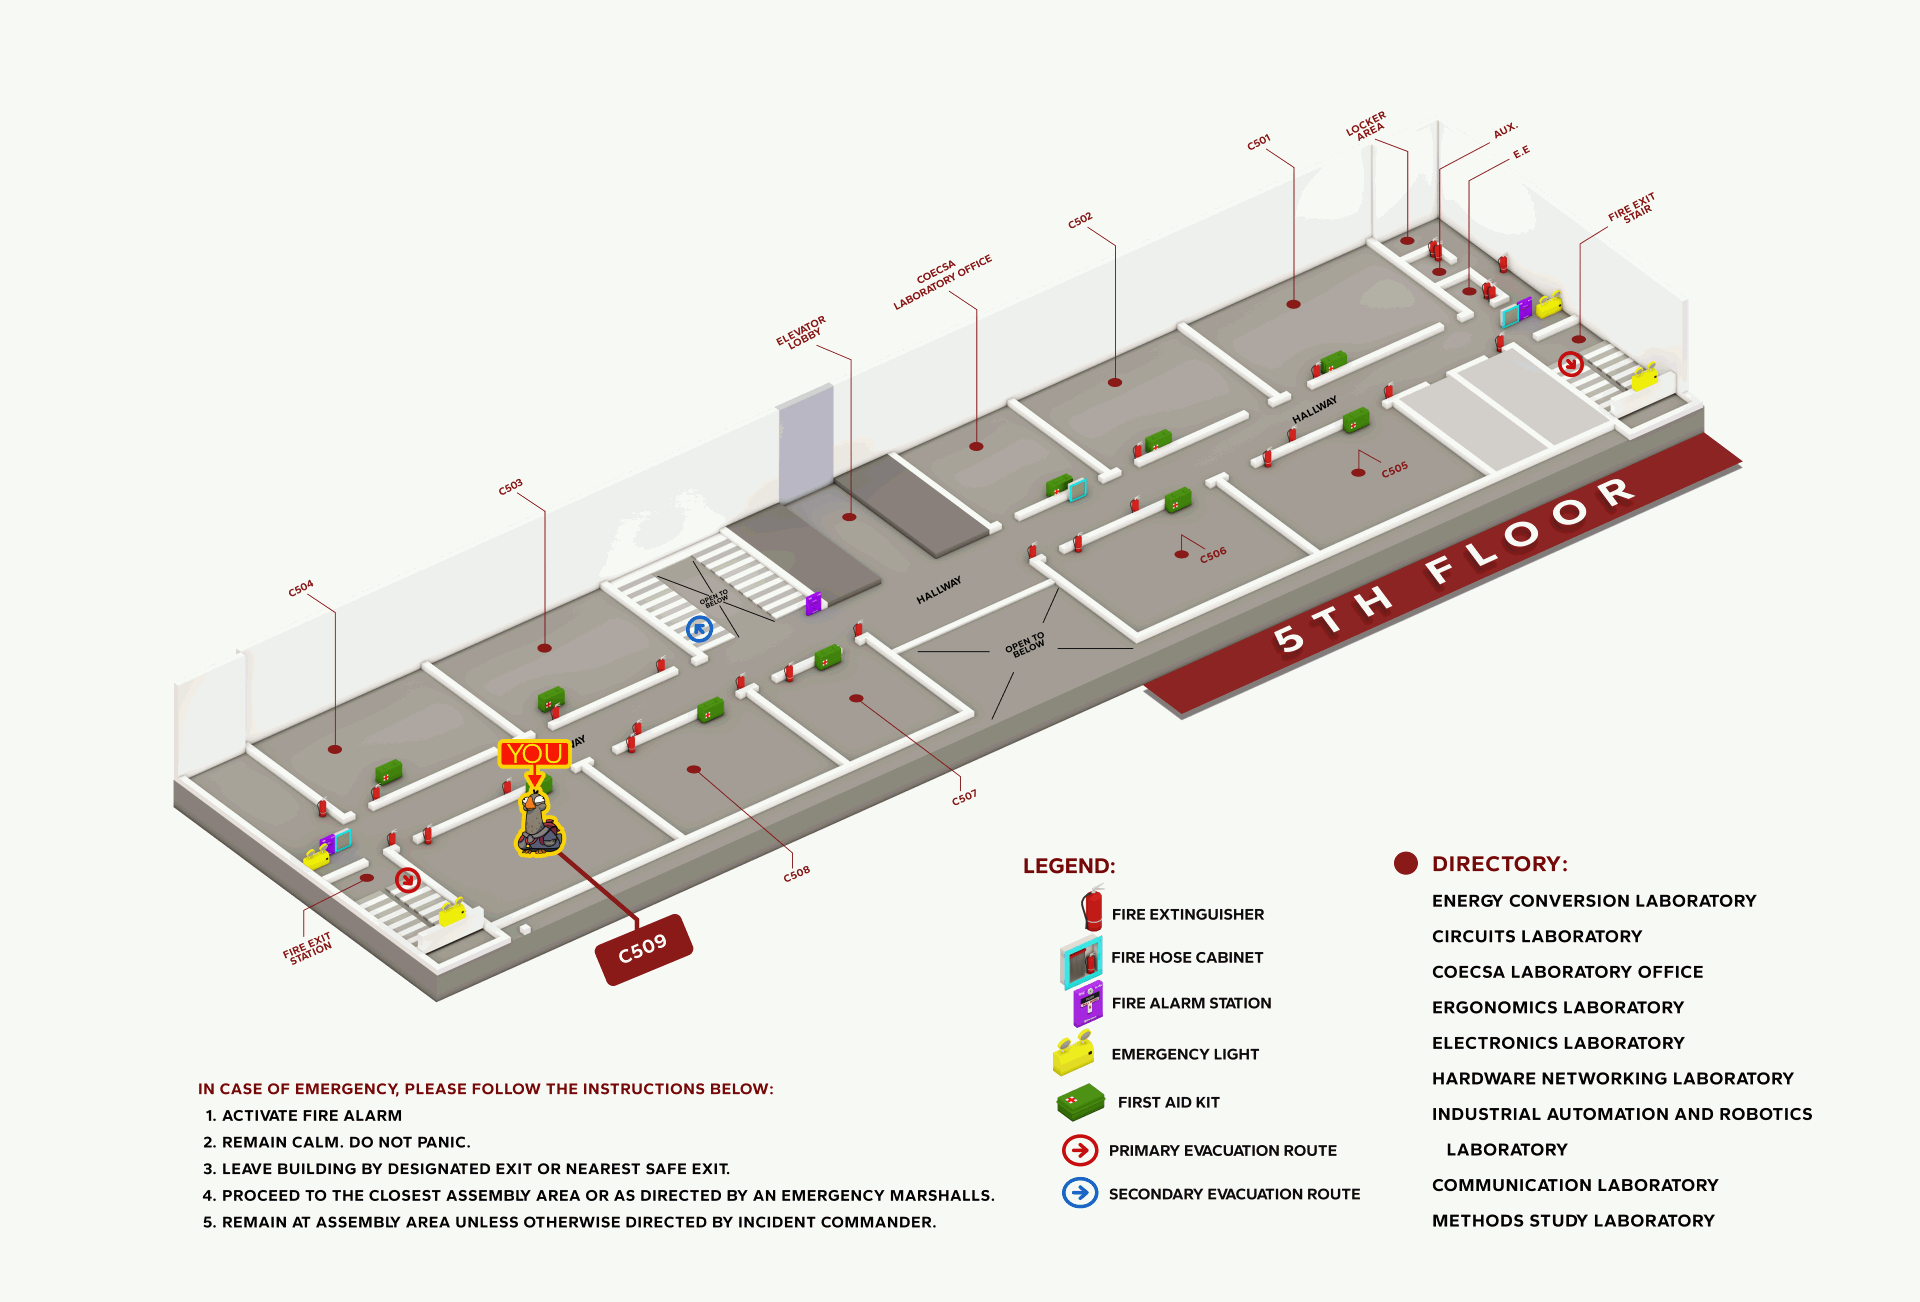 LOCKER
AREA
AUX.
E.E
C501
FIRE EXIT
STAIR
C502
COECSA
LABORATORY OFFICE
ELEVATOR
LOBBY
HALLWAY
C505
C503
5TH FLOOR
C506
HALLWAY
OPEN TO
BELOW
C504
OPEN TO
BELOW
WAY
YOU
C507
C508
C509
FIRE EXIT
STATION
LEGEND:
FIRE EXTINGUISHER
FIRE HOSE CABINET
FIRE ALARM STATION
EMERGENCY LIGHT
FIRST AID KIT
PRIMARY EVACUATION ROUTE
SECONDARY EVACUATION ROUTE
DIRECTORY:
ENERGY CONVERSION LABORATORY
CIRCUITS LABORATORY
COECSA LABORATORY OFFICE
ERGONOMICS LABORATORY
ELECTRONICS LABORATORY
HARDWARE NETWORKING LABORATORY
INDUSTRIAL AUTOMATION AND ROBOTICS
LABORATORY
COMMUNICATION LABORATORY
METHODS STUDY LABORATORY
IN CASE OF EMERGENCY, PLEASE FOLLOW THE INSTRUCTIONS BELOW:
1. ACTIVATE FIRE ALARM
2. REMAIN CALM. DO NOT PANIC.
3. LEAVE BUILDING BY DESIGNATED EXIT OR NEAREST SAFE EXIT.
4. PROCEED TO THE CLOSEST ASSEMBLY AREA OR AS DIRECTED BY AN EMERGENCY MARSHALLS.
5. REMAIN AT ASSEMBLY AREA UNLESS OTHERWISE DIRECTED BY INCIDENT COMMANDER.